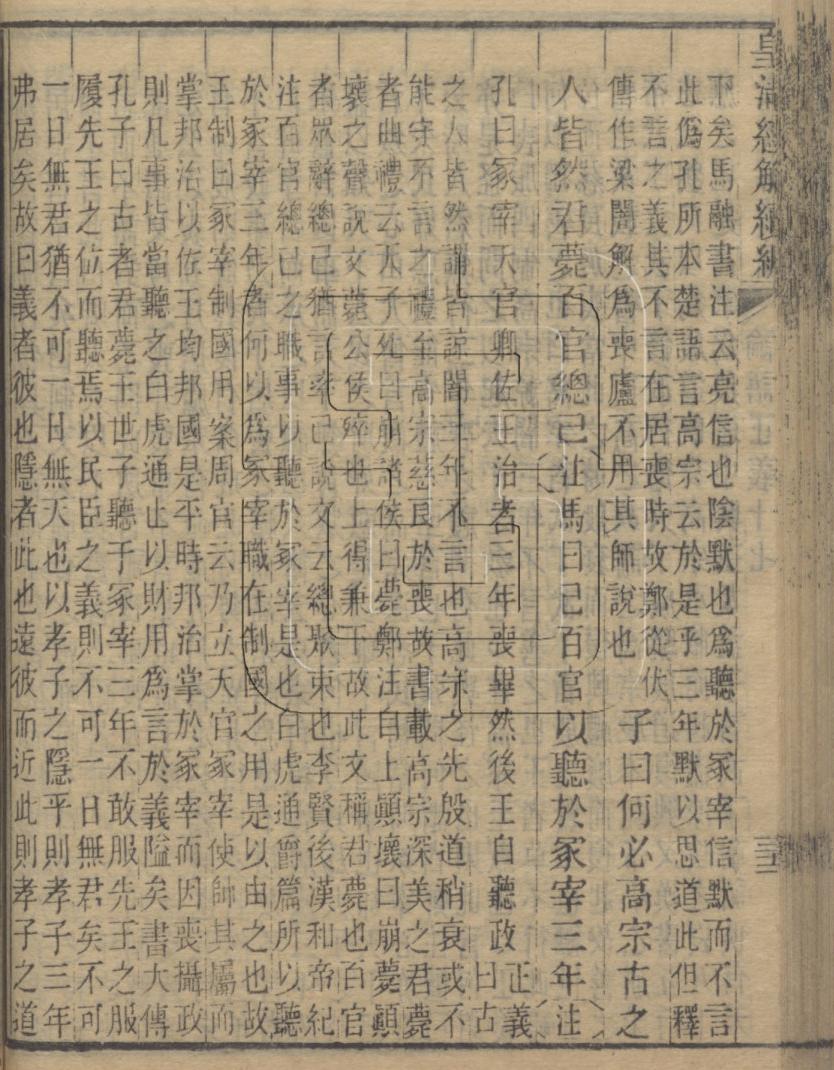 皇清經解續編
論語正義十七
下矣馬融書注云亮信也陰默也爲聽於冢宰信默而不言
此僞孔所本楚語言高宗云於是乎三年默以思道此但釋
不言之義其不言在居喪時故鄭從伏
傳作梁闇解爲喪廬不用其師說也
子曰何必高宗古之
人皆然君薨百官總己注馬曰已百官以聽於冢宰三年注
孔曰冢宰天官卿佐王治者三年喪畢然後王自聽政
正義
曰古
之人皆然謂皆諒闇三年不言也高宗之先殷道稍衰或不
能守不言之禮至高宗慈良於喪故書載高宗深美之君薨
者曲禮云天子死曰崩諸侯曰薨鄭注自上顚壞曰崩薨顚
壞之聲說文薨公侯殚也上得兼下故此文稱君薨也百官
者眾辭總己猶言率己說文云總聚束也李賢後漢和帝紀
注百官總己之職事以聽於冢宰是也白虎通爵篇所以聽
於冢宰三年者何以爲冢宰職在制國之用是以由之也故
王制曰冢宰制國用案周官云乃立天官冢宰使帥其屬而
掌邦治以佐王均邦國是平時邦治掌於冢宰而因喪攝政
則凡事皆當聽之白虎通止以財用爲言於義隘矣書大傳
孔子曰古者君薨王世子聽于冢宰三年不敢服先王之服
履先王之位而聽焉以民臣之義則不可一日無君矣不可
一日無君猶不可一日無天也以孝子之隱乎則孝子三年
弗居矣故曰義者彼也隱者此也遠彼而近此則孝子之道